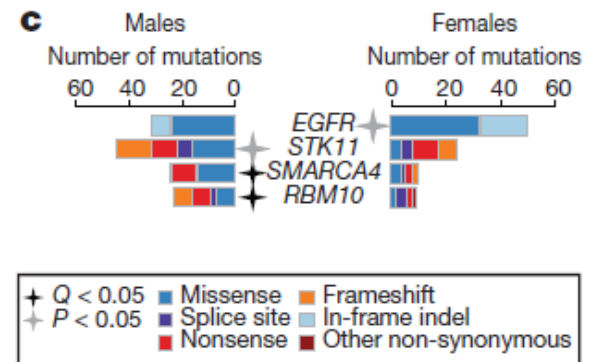 c
Males Females
Number of mutations Number of mutations
60 40 20 0 0 20 40 60
EGFR
STK11
SMARCA4
RBM10
Q < 0.05 Missense Frameshift
P < 0.05 Splice site In-frame indel
Nonsense Other non-synonymous